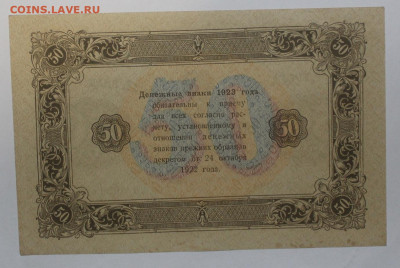 COINS.LAVE.RU
50 50
50
Денежные знаки 1923 года
обязательны к приему
для всех согласно рас-
чету, установленному в
отношении денежных
знаков прежних образцов
декретом от 24 октября
1922 года.
50 50
50 50